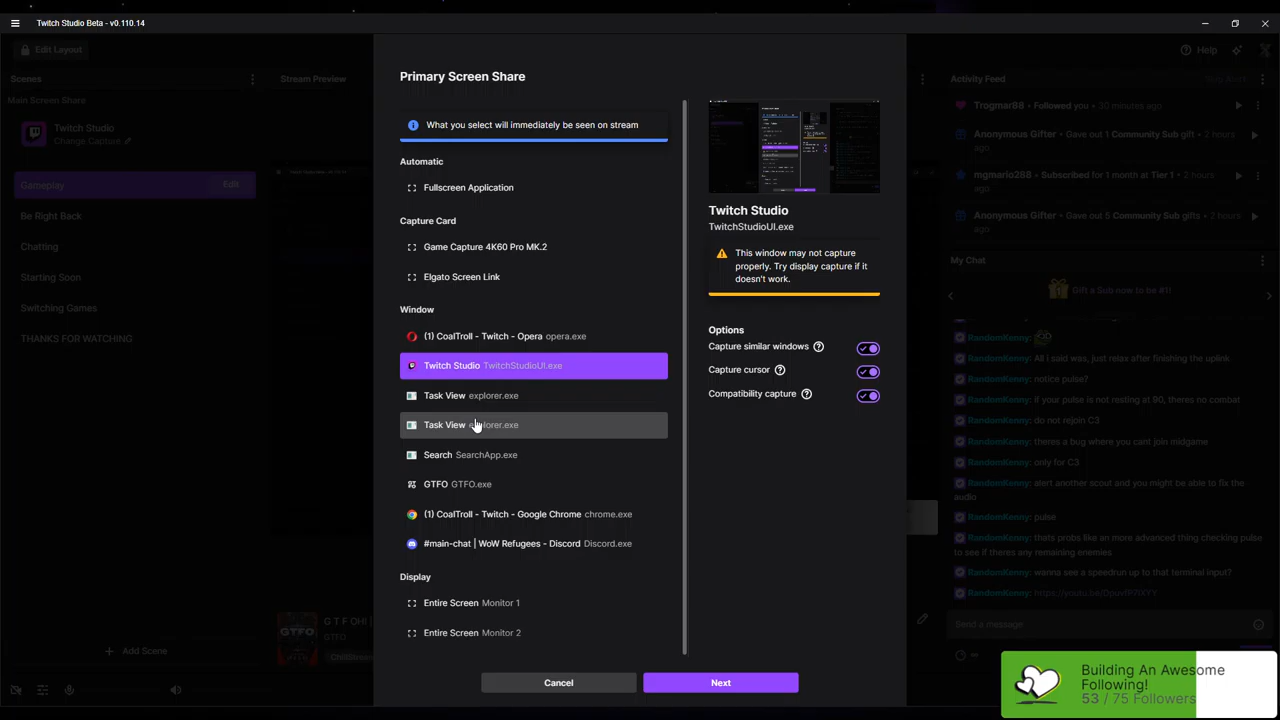 Twitch Studio Beta - v0.110.14
Edit Layout
Help
Scenes
Stream Preview
Activity Feed
Main Screen Share
Twitch Studio
Change Capture
Gameplay
Edit
Be Right Back
Chatting
Starting Soon
Switching Games
THANKS FOR WATCHING
Add Scene
GTFO
G T F OH! |
GTFO
Primary Screen Share
What you select will immediately be seen on stream
Automatic
Fullscreen Application
Capture Card
Game Capture 4K60 Pro MK.2
Elgato Screen Link
Window
(1) CoalTroll - Twitch - Opera opera.exe
Twitch Studio TwitchStudioUI.exe
Task View explorer.exe
Task View explorer.exe
Search SearchApp.exe
GTFO GTFO.exe
(1) CoalTroll - Twitch - Google Chrome chrome.exe
#main-chat | WoW Refugees - Discord Discord.exe
Display
Entire Screen Monitor 1
Entire Screen Monitor 2
Cancel
Next
Twitch Studio
TwitchStudioUI.exe
This window may not capture
properly. Try display capture if it
doesn't work.
Options
Capture similar windows
Capture cursor
Compatibility capture
Trogmar88 • Followed you • 30 minutes ago
Anonymous Gifter • Gave out 1 Community Sub gift • 2 hours
ago
mgmario288 • Subscribed for 1 month at Tier 1 • 2 hours
ago
Anonymous Gifter • Gave out 5 Community Sub gifts • 2 hours
ago
My Chat
Gift a Sub now to be #1!
RandomKenny:
RandomKenny: All i said was, just relax after finishing the uplink
RandomKenny: notice pulse?
RandomKenny: if your pulse is not resting at 90, theres no combat
RandomKenny: do not rejoin C3
RandomKenny: theres a bug where you cant join midgame
RandomKenny: only for C3
RandomKenny: alert another scout and you might be able to fix the
audio
RandomKenny: pulse
RandomKenny: thats probs like an more advanced thing checking pulse
to see if theres any remaining enemies
RandomKenny: wanna see a speedrun up to that terminal input?
RandomKenny:
Send a message
Building An Awesome
Following!
53 / 75 Followers